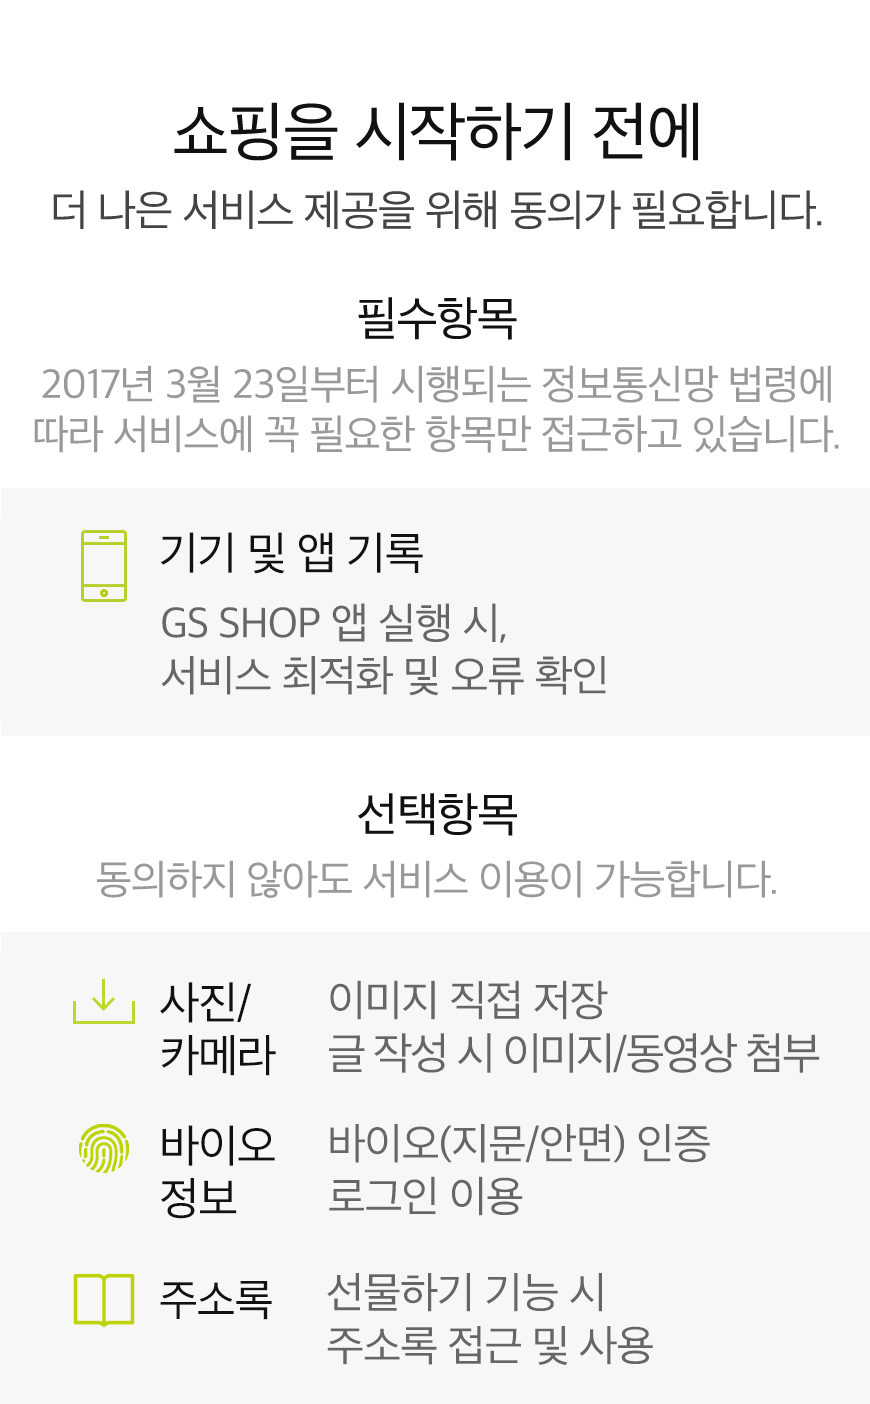 쇼핑을 시작하기 전에
더 나은 서비스 제공을 위해 동의가 필요합니다.
필수항목
2017년 3월 23일부터 시행되는 정보통신망 법령에
따라 서비스에 꼭 필요한 항목만 접근하고 있습니다.
기기 및 앱 기록
GS SHOP 앱 실행 시,
서비스 최적화 및 오류 확인
선택항목
동의하지 않아도 서비스 이용이 가능합니다.
사진/
카메라
이미지 직접 저장
글 작성 시 이미지/동영상 첨부
바이오
정보
바이오(지문/안면) 인증
로그인 이용
주소록
선물하기 기능 시
주소록 접근 및 사용